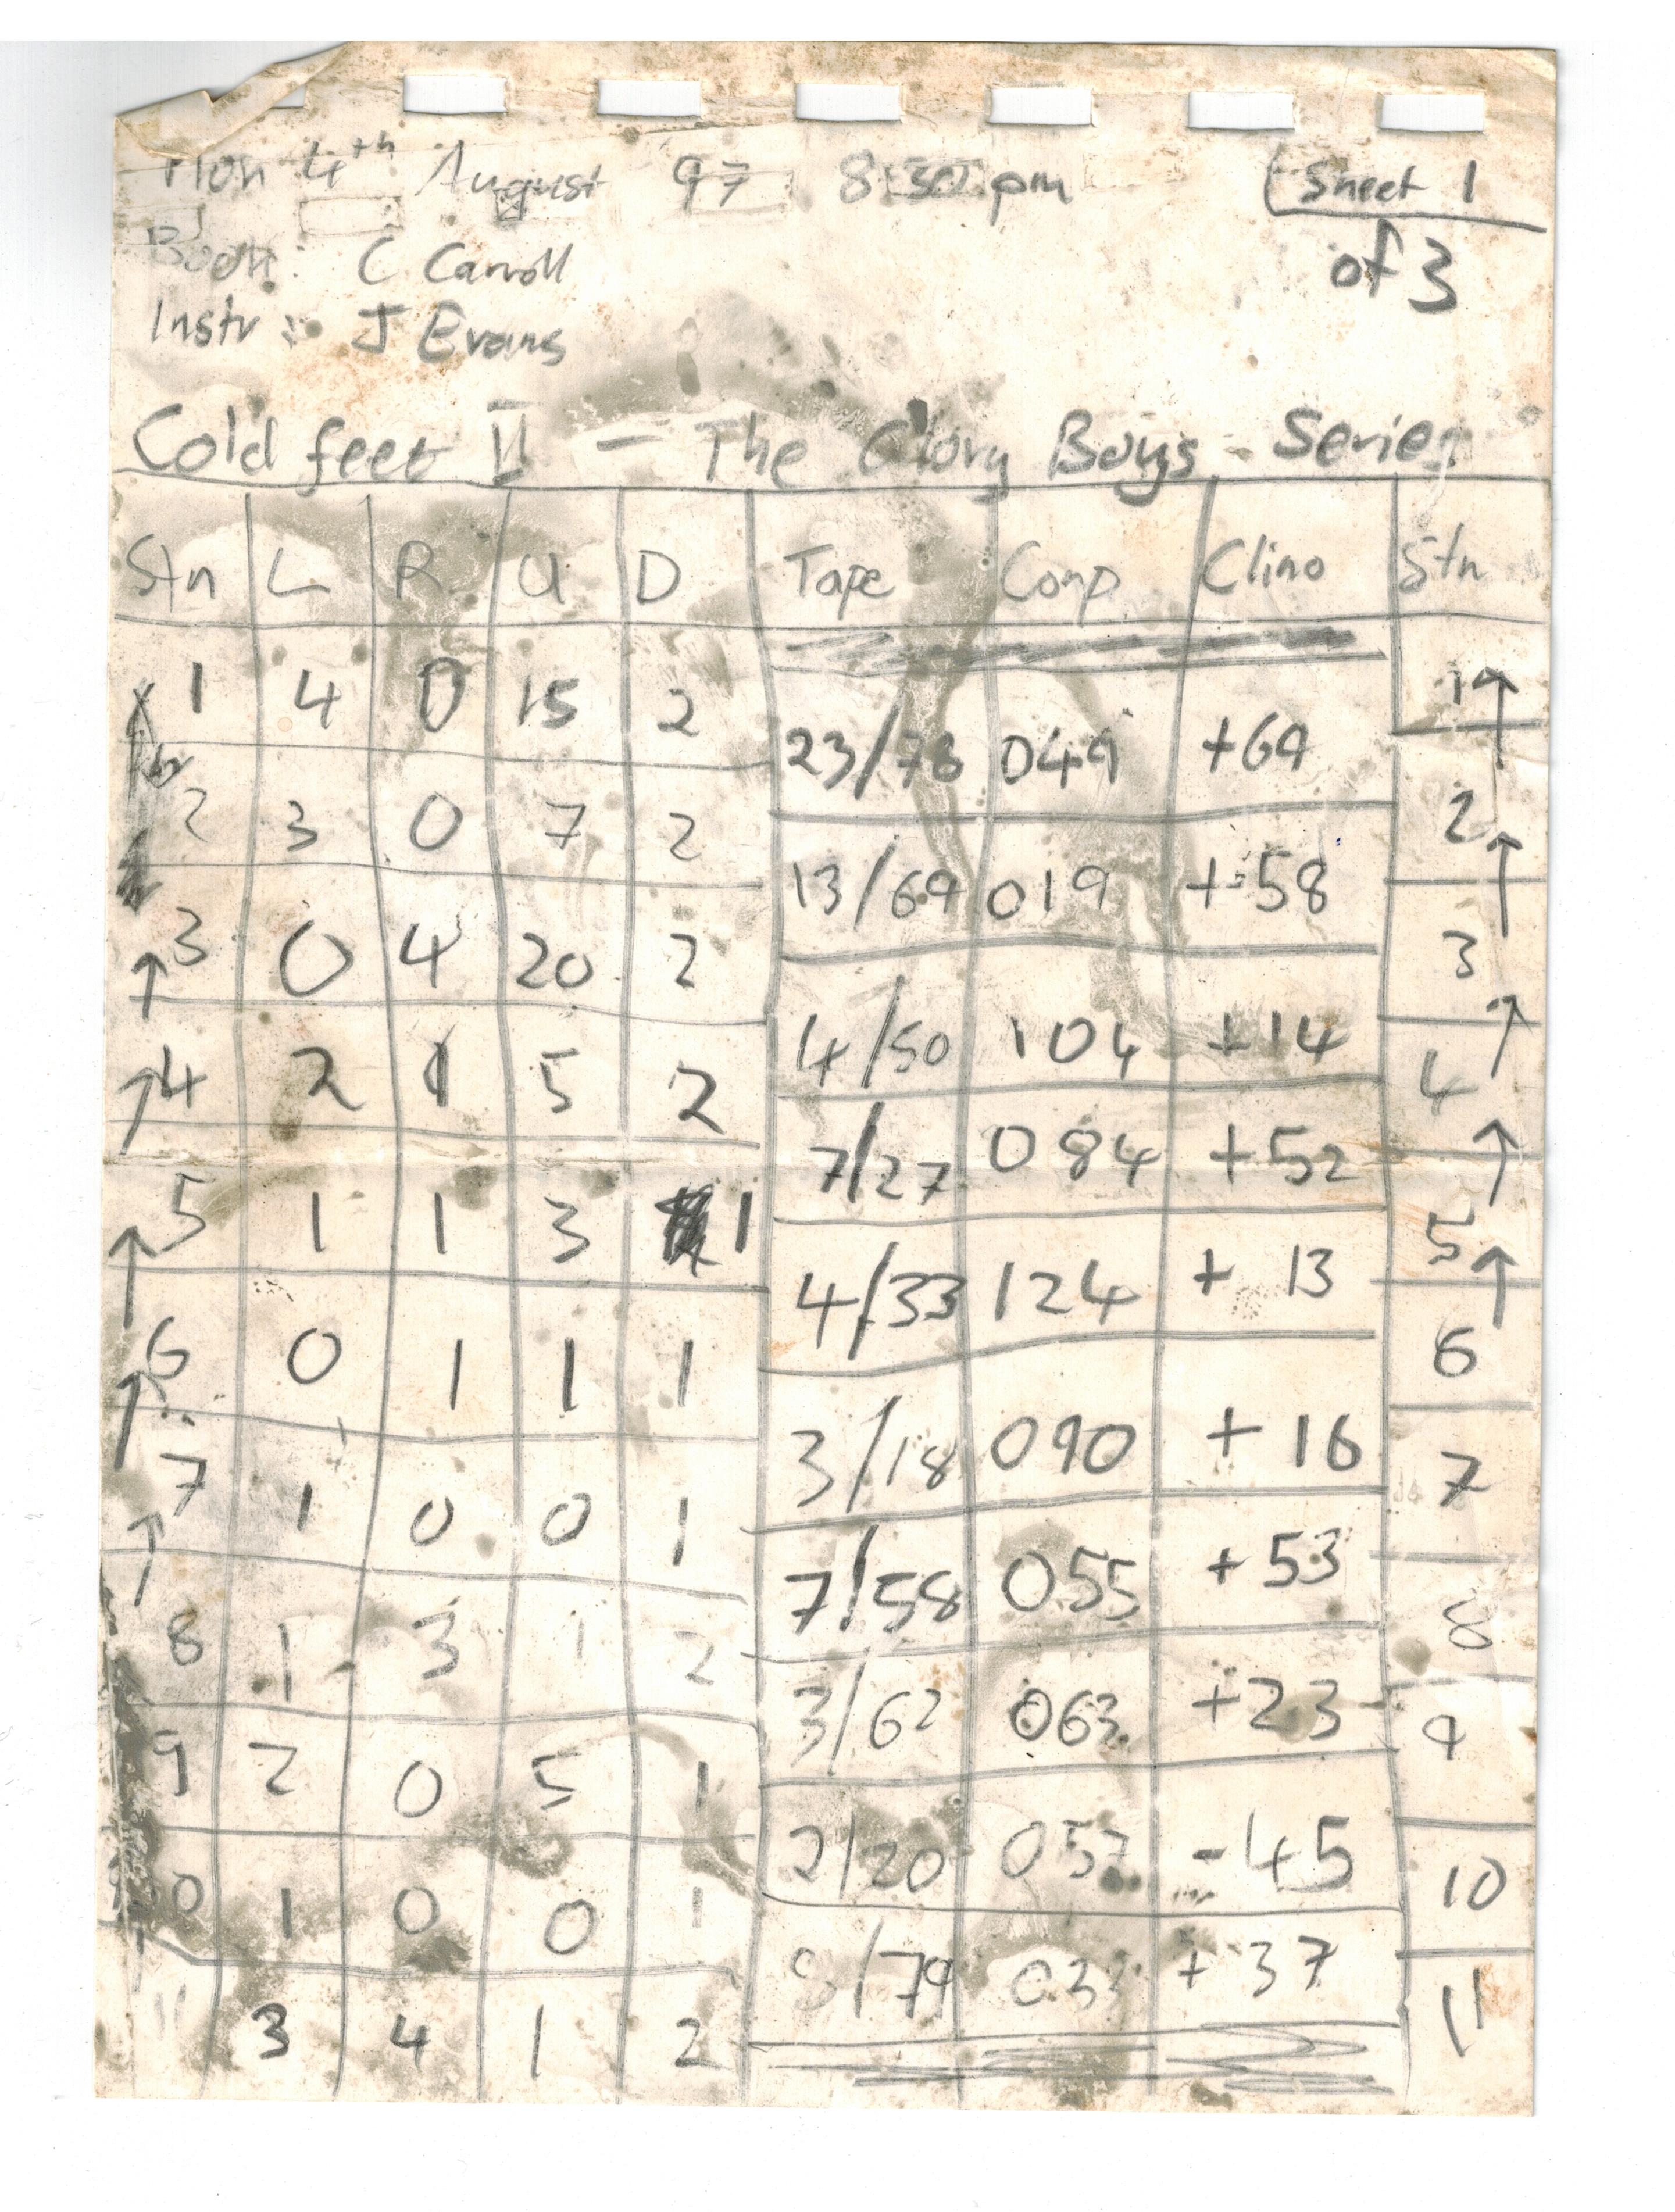 Mon 4th August 97 8:30 pm Sheet 1
of 3
Book: C Carroll
Instr: J Evans
Cold feet II - The Glory Boys - Series
Stn L R U D Tape Comp Clino Stn
1 4 0 15 2 1
23/78 049 +69
2 3 0 7 2 2
13/69 019 +58
3 0 4 20 2 3
4/50 104 +14
4 2 1 5 2 4
7/27 084 +52
5 1 1 3 1 5
4/33 124 + 13
6 0 1 1 1 6
3/18 090 + 16
7 1 0 0 1 7
7/58 055 +53
8 1 3 1 2 8
3/62 063 +23
9 2 0 5 1 9
2/20 057 -45
10 1 0 0 1 10
8/79 033 +37
11 3 4 1 2 11